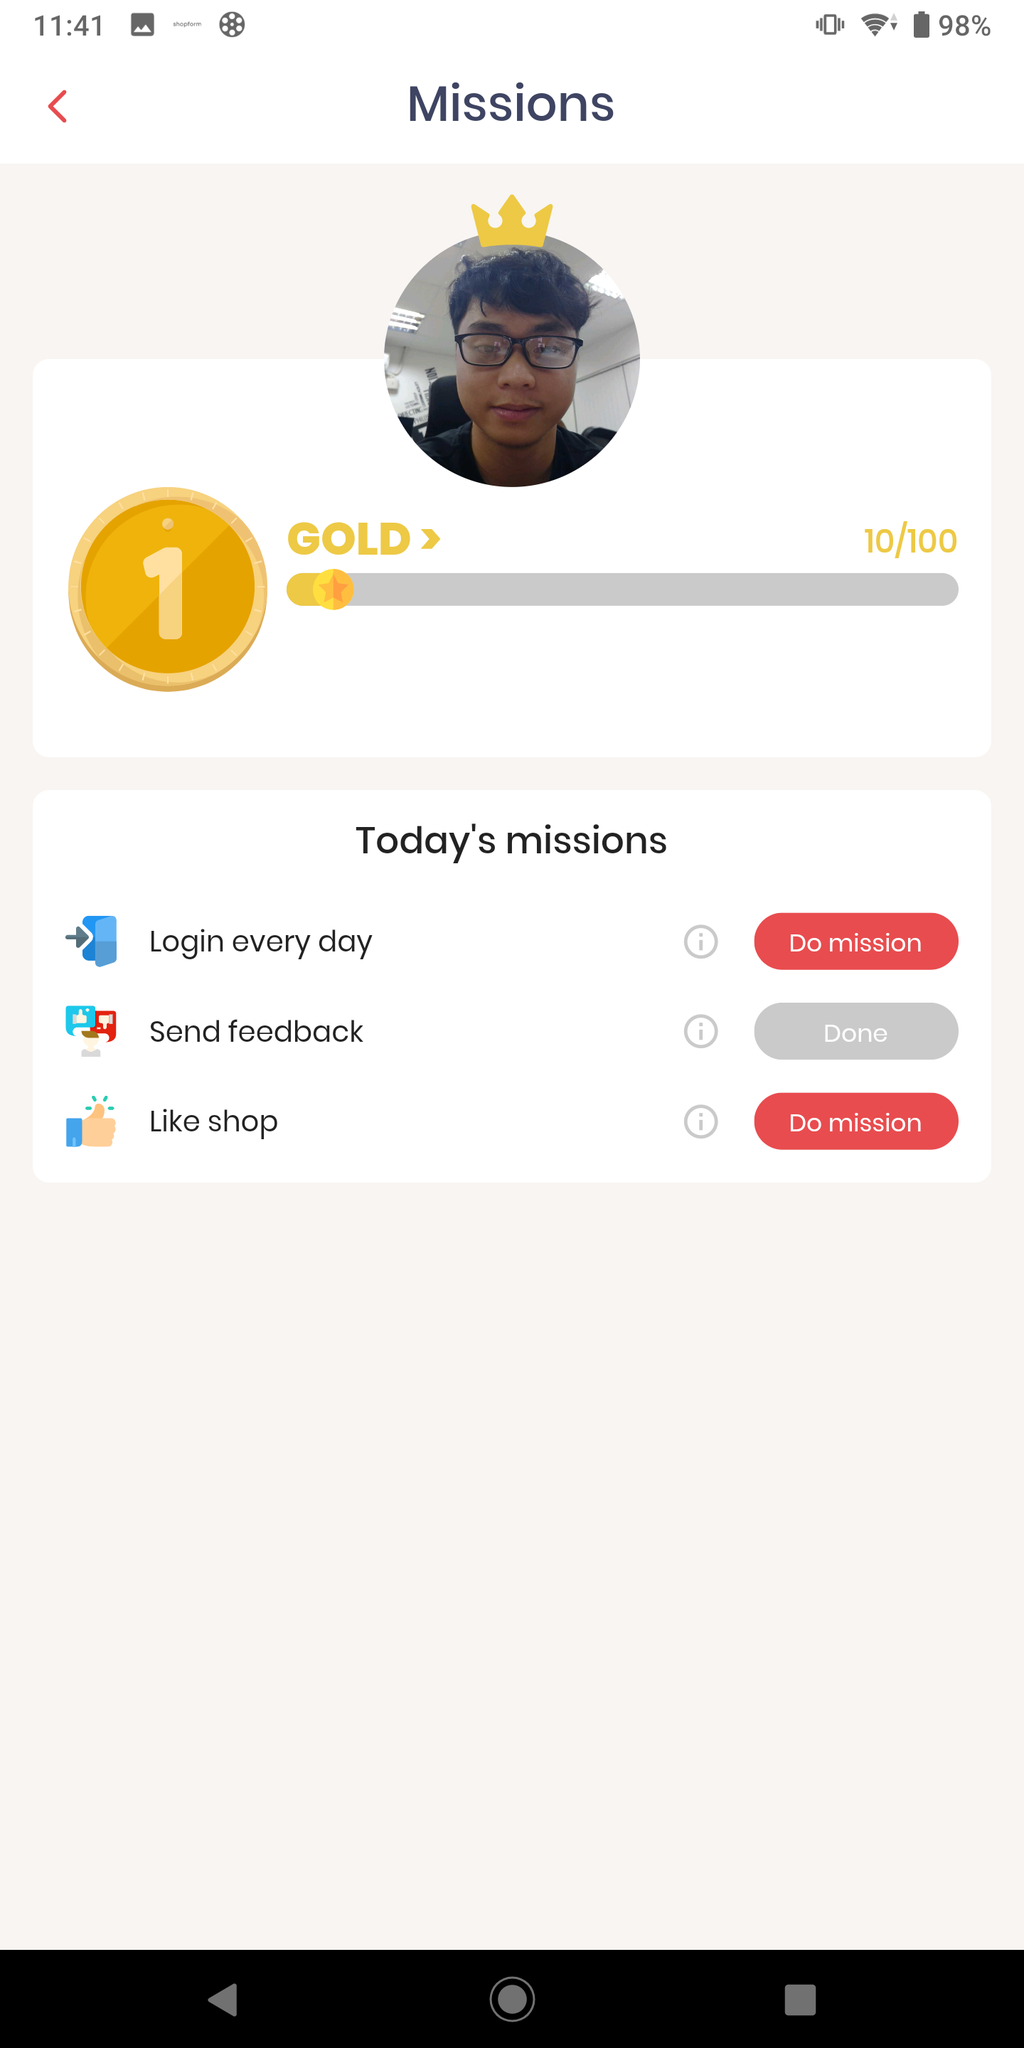 11:41
shopform
98%
Missions
GOLD
10/100
1
Today's missions
Login every day
Do mission
Send feedback
Done
Like shop
Do mission